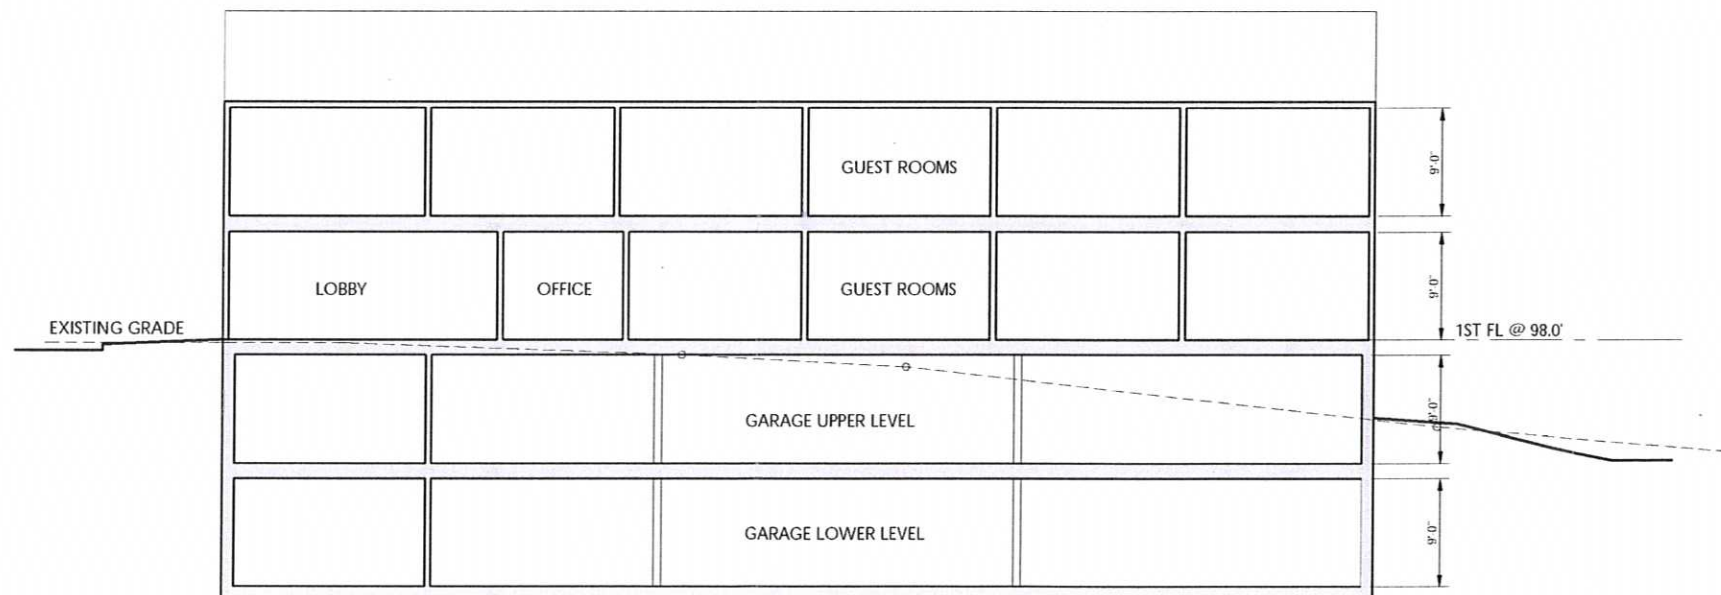 GUEST ROOMS
9'-0"
LOBBY
OFFICE
GUEST ROOMS
9'-0"
EXISTING GRADE
1ST FL @ 98.0'
GARAGE UPPER LEVEL
9'-0"
GARAGE LOWER LEVEL
9'-0"